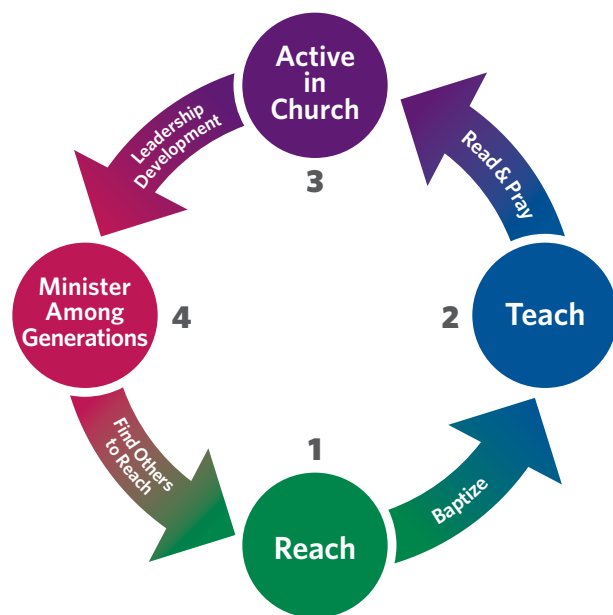 Active
in
Church
3
Leadership
Development
Read & Pray
Minister
Among
Generations
4
2
Teach
Find Others
to Reach
1
Reach
Baptize